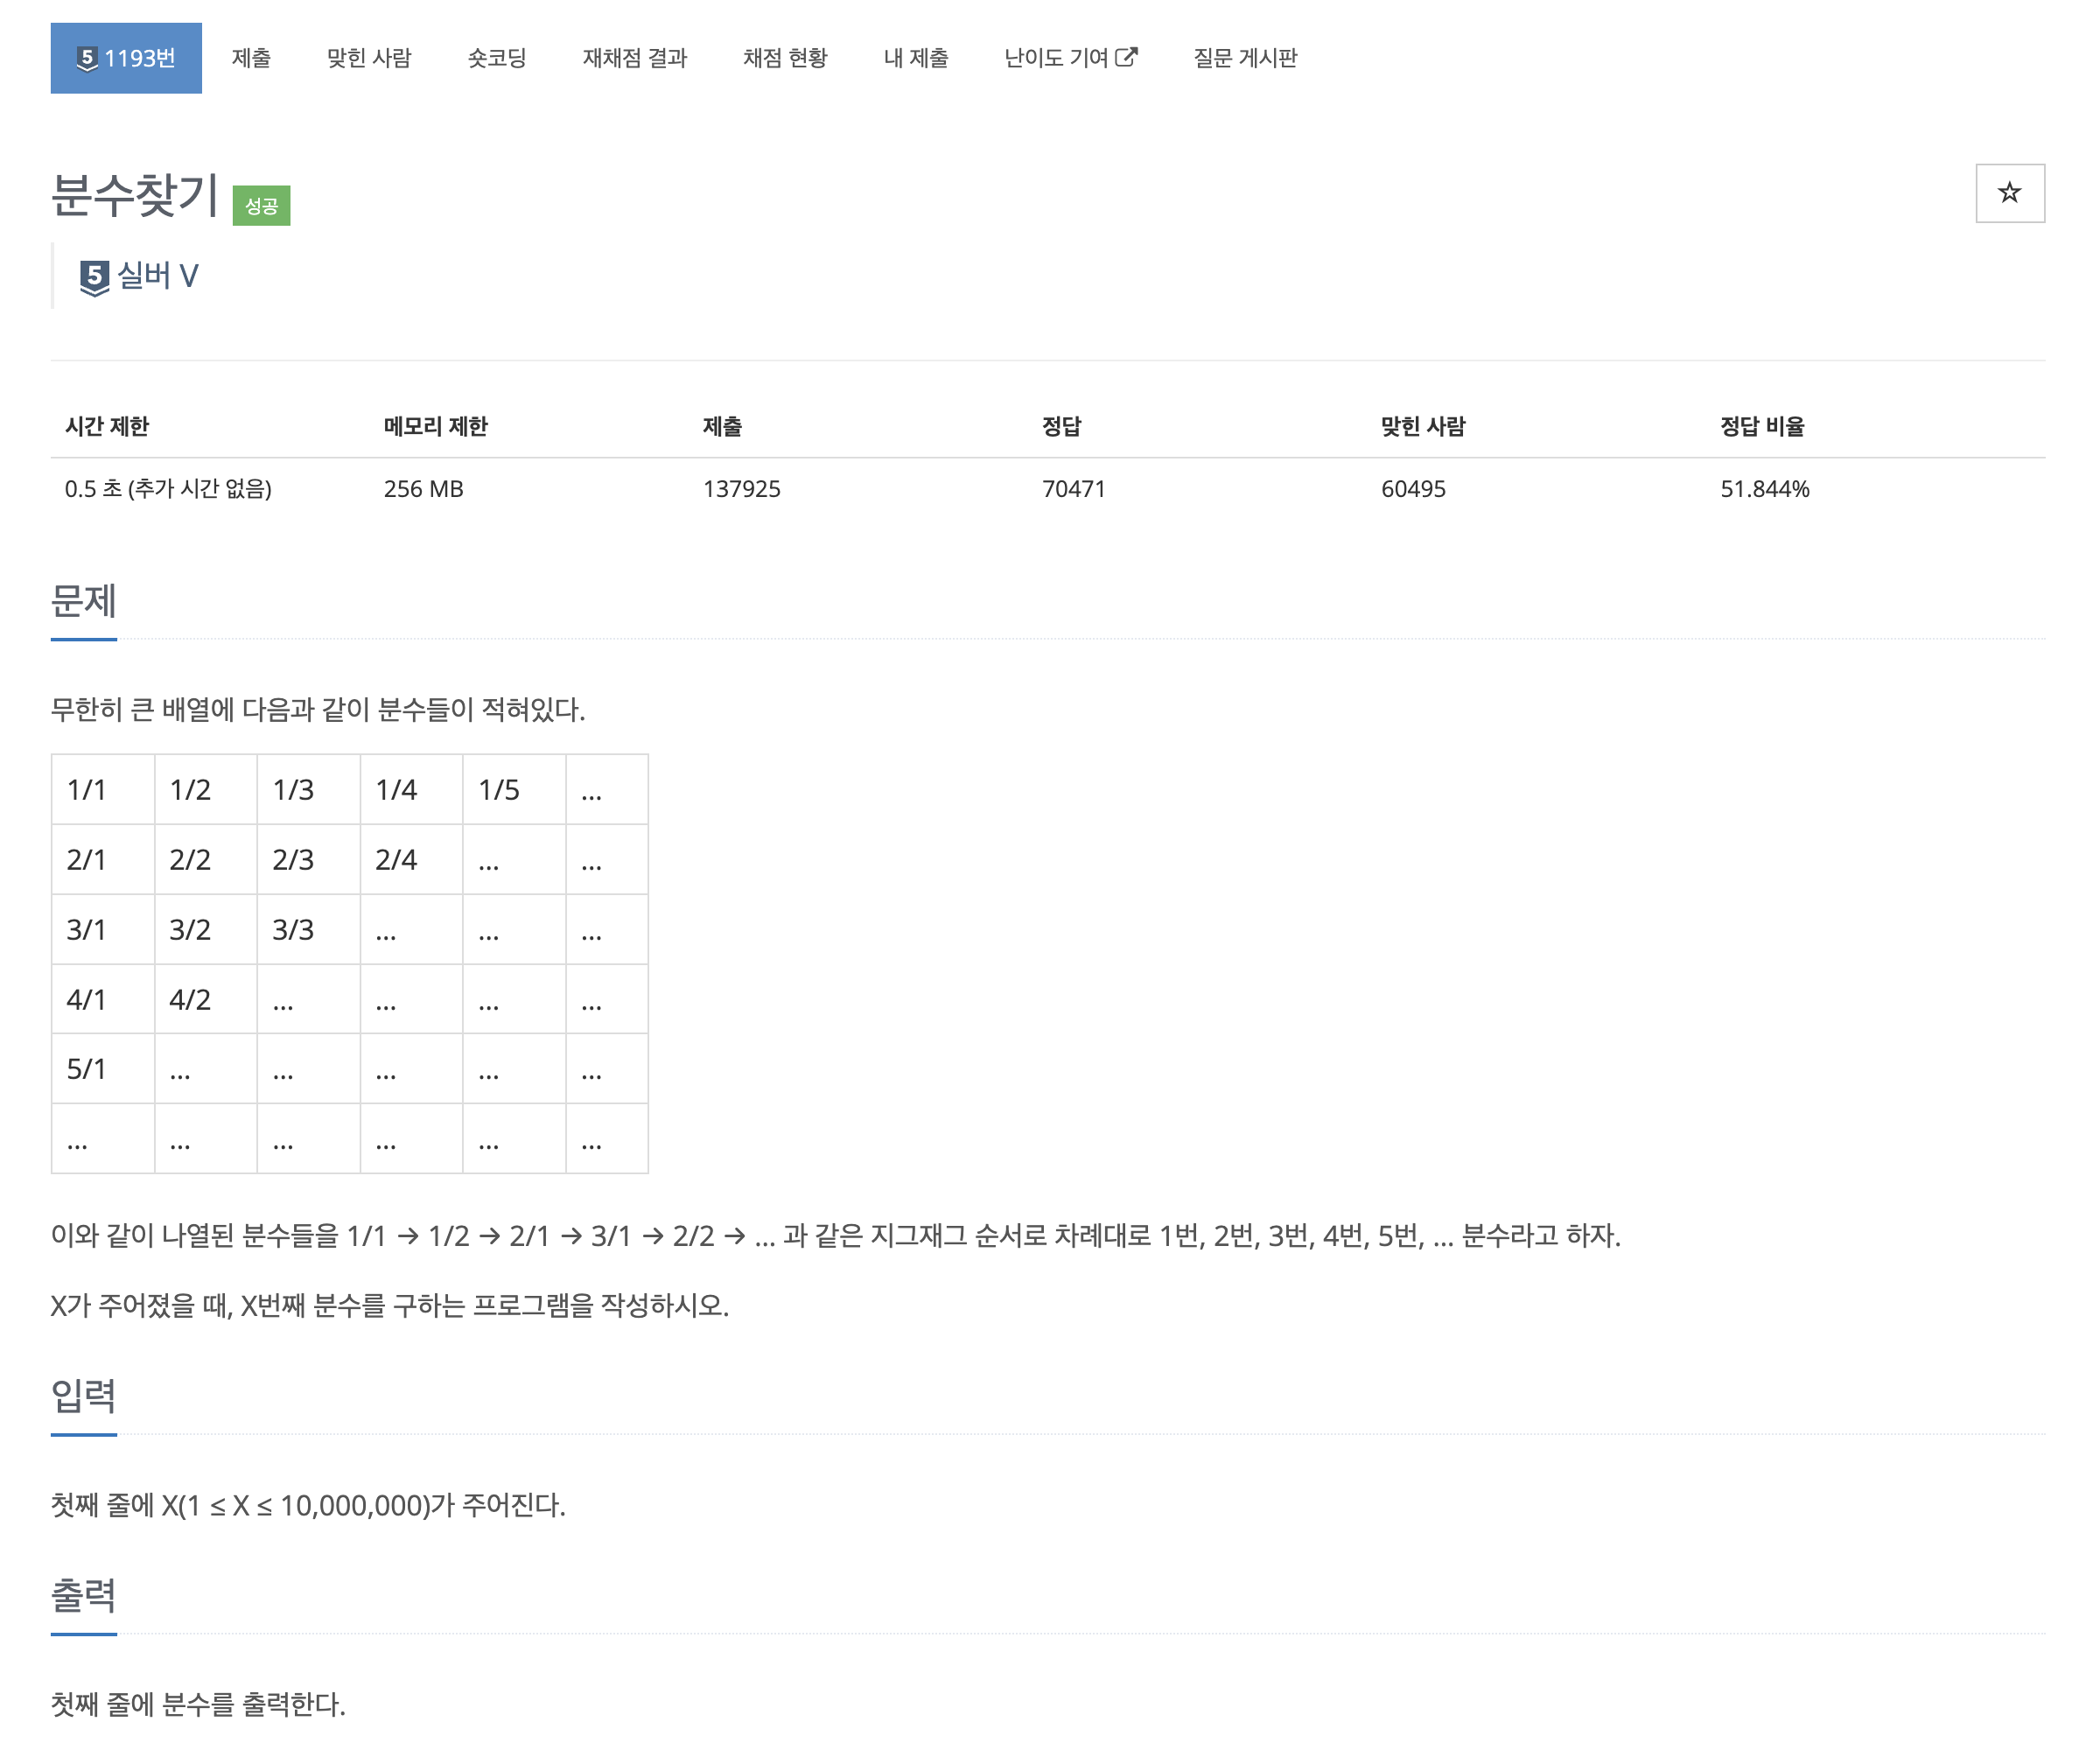 5 1193번 제출 맞힌 사람 숏코딩 재채점 결과 채점 현황 내 제출 난이도 기여 질문 게시판
분수찾기 성공
5 실버 V
시간 제한 메모리 제한 제출 정답 맞힌 사람 정답 비율
0.5 초 (추가 시간 없음) 256 MB 137925 70471 60495 51.844%
문제
무한히 큰 배열에 다음과 같이 분수들이 적혀있다.
1/1 1/2 1/3 1/4 1/5 ...
2/1 2/2 2/3 2/4 ... ...
3/1 3/2 3/3 ... ... ...
4/1 4/2 ... ... ... ...
5/1 ... ... ... ... ...
... ... ... ... ... ...
이와 같이 나열된 분수들을 1/1 → 1/2 → 2/1 → 3/1 → 2/2 → ... 과 같은 지그재그 순서로 차례대로 1번, 2번, 3번, 4번, 5번, ... 분수라고 하자.
X가 주어졌을 때, X번째 분수를 구하는 프로그램을 작성하시오.
입력
첫째 줄에 X(1 ≤ X ≤ 10,000,000)가 주어진다.
출력
첫째 줄에 분수를 출력한다.